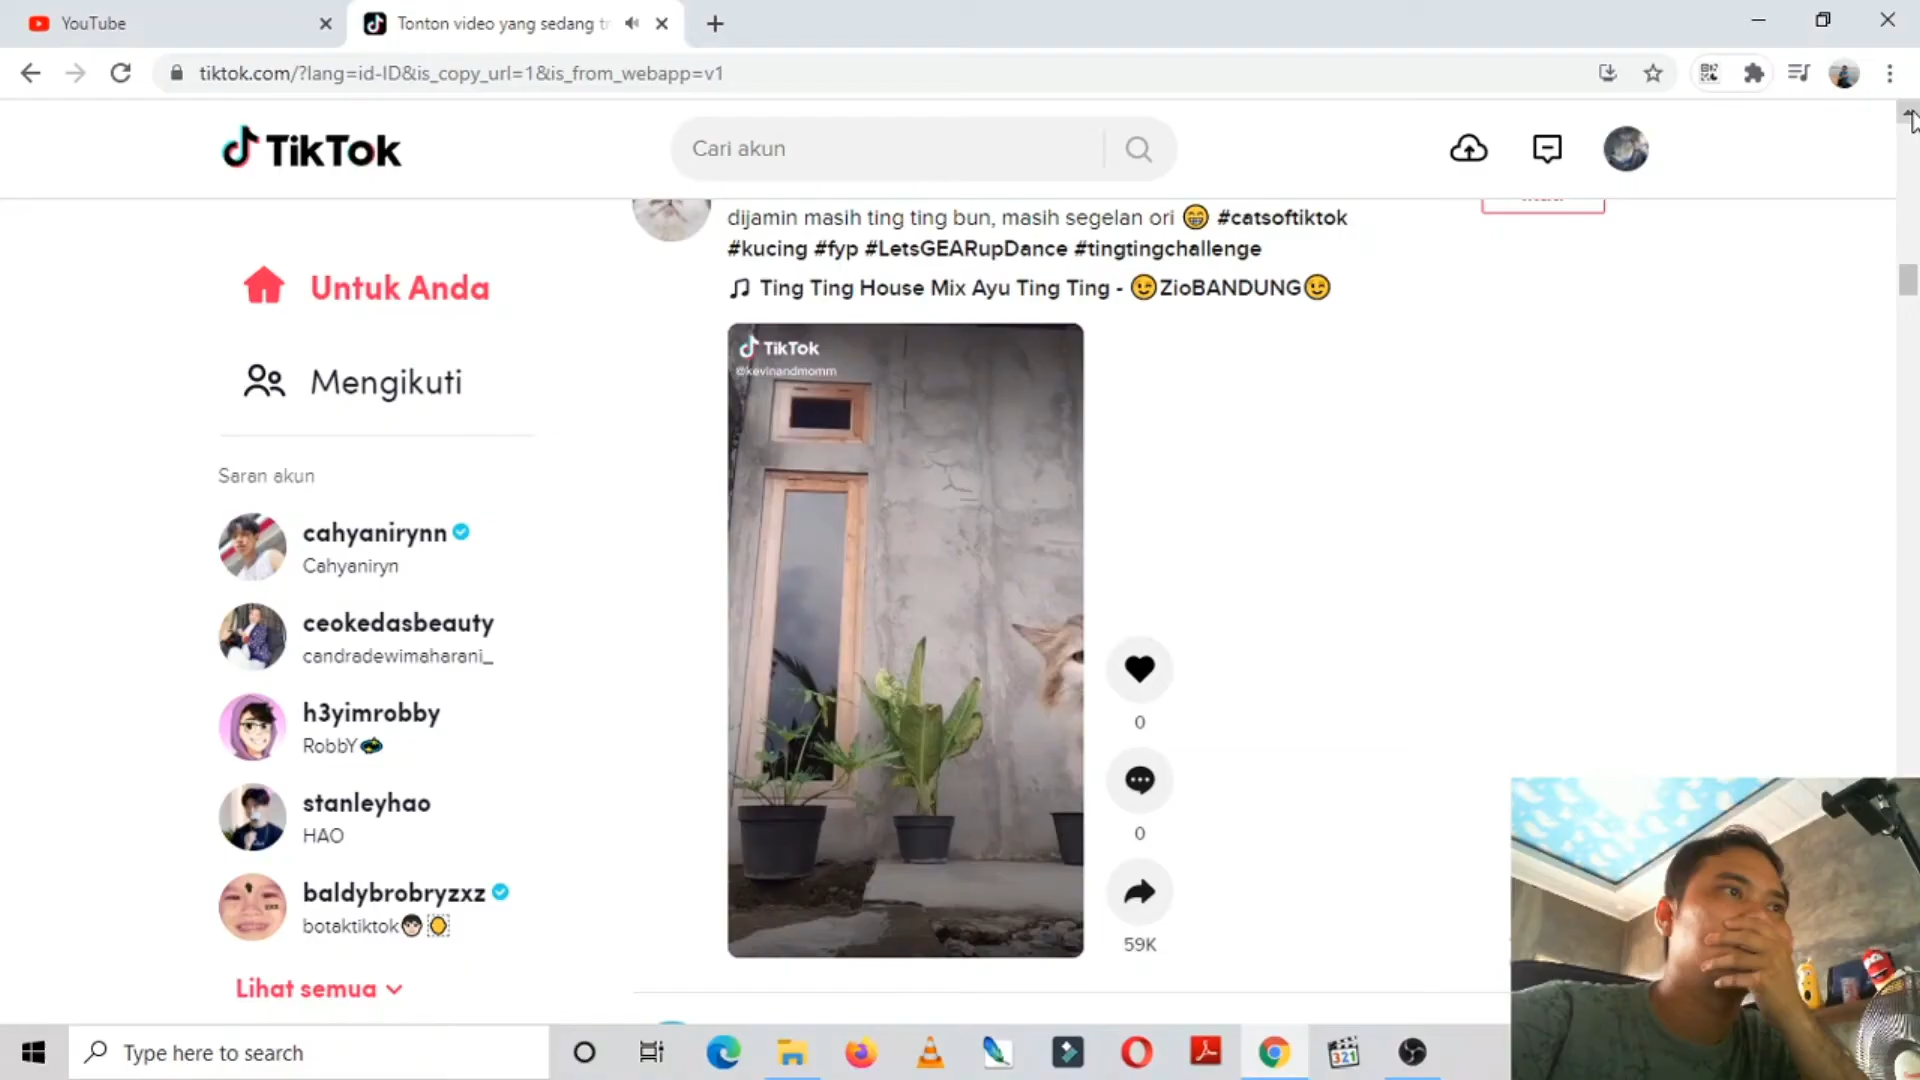 YouTube
Tonton video yang sedang tr
tiktok.com/?lang=id-ID&is_copy_url=1&is_from_webapp=v1
TikTok
Cari akun
dijamin masih ting ting bun, masih segelan ori 😁 #catsoftiktok
#kucing #fyp #LetsGEARupDance #tingtingchallenge
♫ Ting Ting House Mix Ayu Ting Ting - 😉ZioBANDUNG😉
Untuk Anda
Mengikuti
Saran akun
cahyanirynn
Cahyaniryn
ceokedasbeauty
candradewimaharani_
h3yimrobby
RobbY
stanleyhao
HAO
baldybrobryzxz
botaktiktok
Lihat semua
TikTok
@kevinandmomm
0
0
59K
Type here to search
321